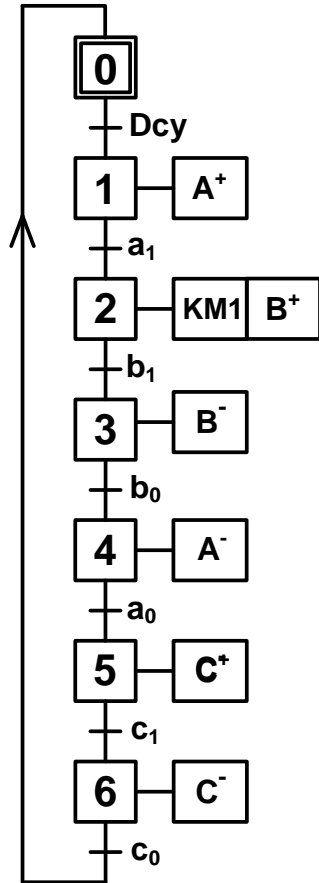 0
Dcy
1 A⁺
a₁
2 KM1 B⁺
b₁
3 B⁻
b₀
4 A⁻
a₀
5 C⁺
c₁
6 C⁻
c₀